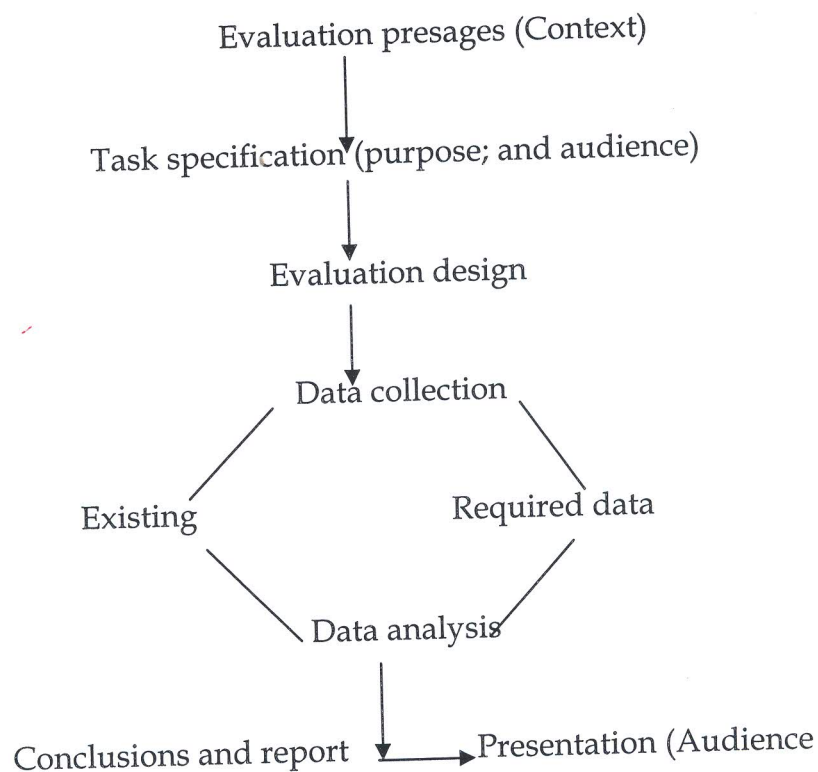 Evaluation presages (Context)
Task specification (purpose; and audience)
Evaluation design
Data collection
Existing
Required data
Data analysis
Conclusions and report
Presentation (Audience